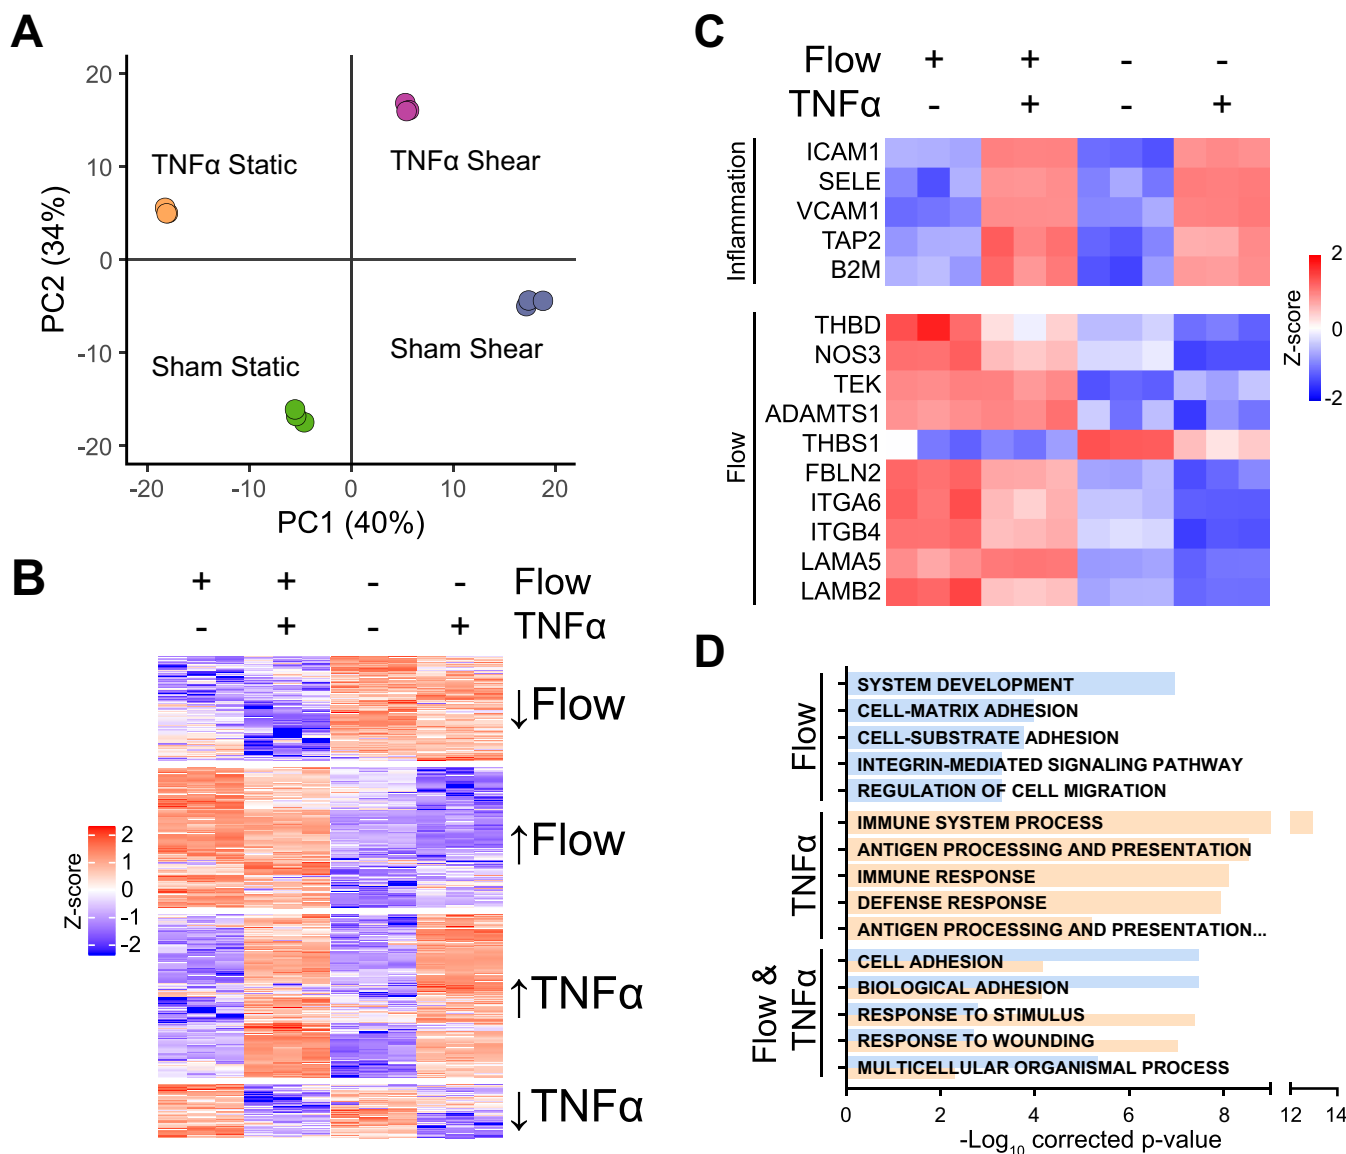 A
20
10
0
-10
-20
PC2 (34%)
TNFα Static
TNFα Shear
Sham Static
Sham Shear
-20
-10
0
10
20
PC1 (40%)
B
+ + - - Flow
- + - + TNFα
↓Flow
↑Flow
↑TNFα
↓TNFα
Z-score
2
1
0
-1
-2
C
Flow + + - -
TNFα - + - +
Inflammation
ICAM1
SELE
VCAM1
TAP2
B2M
Flow
THBD
NOS3
TEK
ADAMTS1
THBS1
FBLN2
ITGA6
ITGB4
LAMA5
LAMB2
Z-score
2
0
-2
D
Flow
SYSTEM DEVELOPMENT
CELL-MATRIX ADHESION
CELL-SUBSTRATE ADHESION
INTEGRIN-MEDIATED SIGNALING PATHWAY
REGULATION OF CELL MIGRATION
TNFα
IMMUNE SYSTEM PROCESS
ANTIGEN PROCESSING AND PRESENTATION
IMMUNE RESPONSE
DEFENSE RESPONSE
ANTIGEN PROCESSING AND PRESENTATION...
Flow &
TNFα
CELL ADHESION
BIOLOGICAL ADHESION
RESPONSE TO STIMULUS
RESPONSE TO WOUNDING
MULTICELLULAR ORGANISMAL PROCESS
0 2 4 6 8 12 14
-Log₁₀ corrected p-value